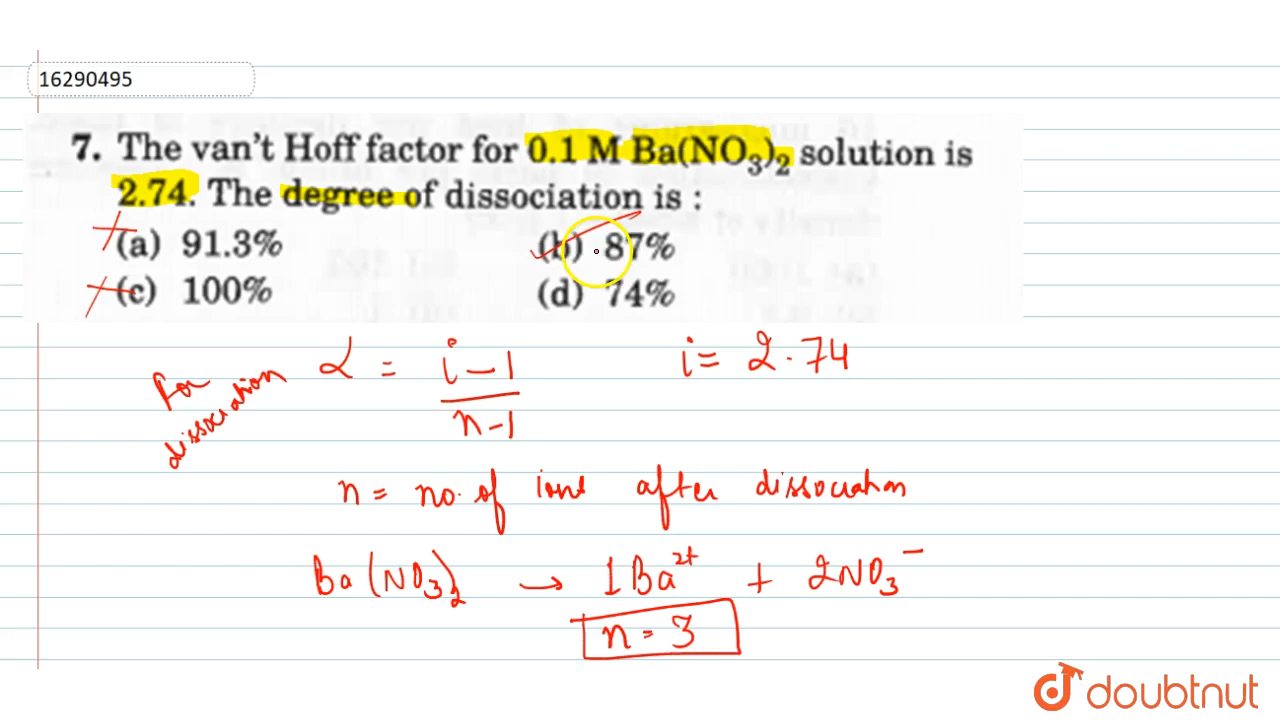 16290495
7. The van't Hoff factor for 0.1 M Ba(NO₃)₂ solution is
2.74. The degree of dissociation is :
(a) 91.3% (b) 87%
(c) 100% (d) 74%
For dissociation α = i-1 / n-1 i = 2.74
n = no. of ions after dissociation
Ba(NO₃)₂ → 1Ba²⁺ + 2NO₃⁻
n = 3
doubtnut